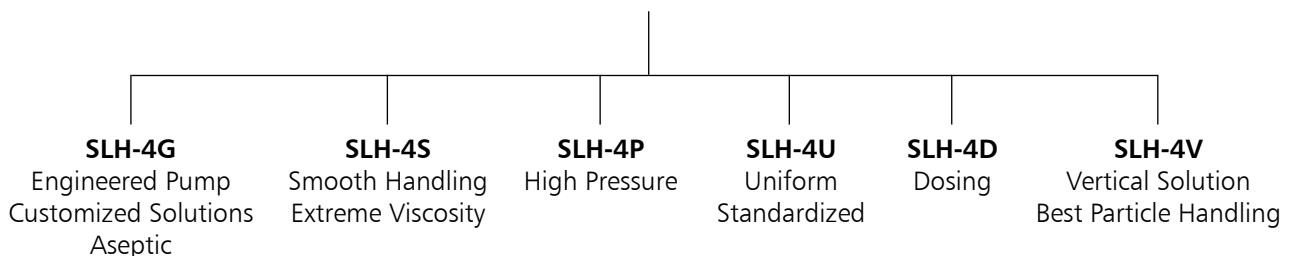 SLH-4G
Engineered Pump
Customized Solutions
Aseptic
SLH-4S
Smooth Handling
Extreme Viscosity
SLH-4P
High Pressure
SLH-4U
Uniform
Standardized
SLH-4D
Dosing
SLH-4V
Vertical Solution
Best Particle Handling